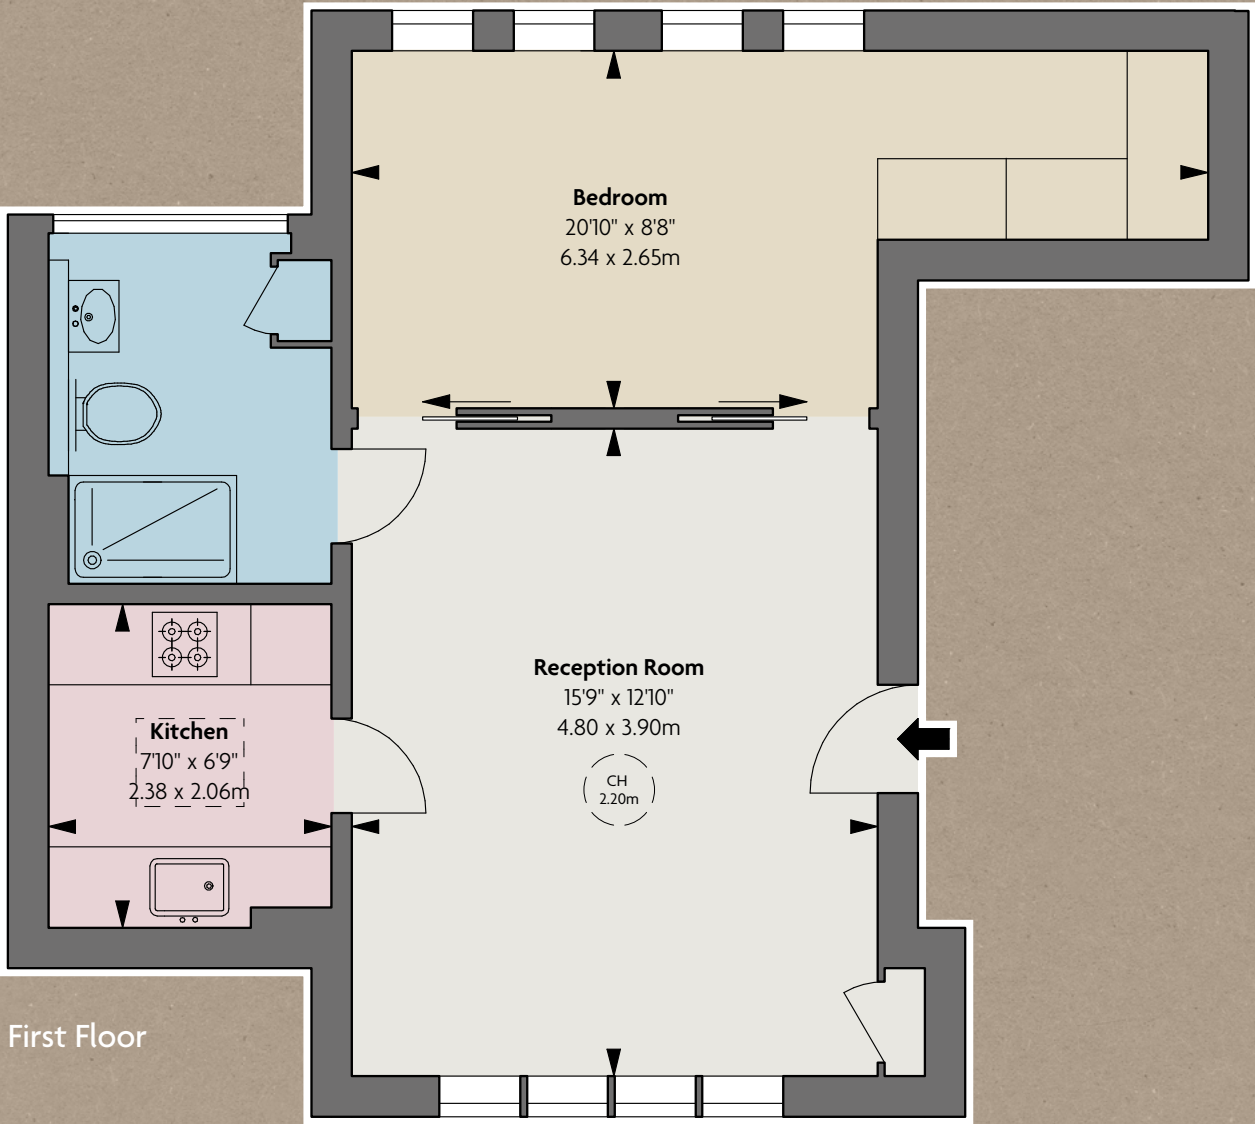 Bedroom
20'10" x 8'8"
6.34 x 2.65m
Reception Room
15'9" x 12'10"
4.80 x 3.90m
CH
2.20m
Kitchen
7'10" x 6'9"
2.38 x 2.06m
First Floor